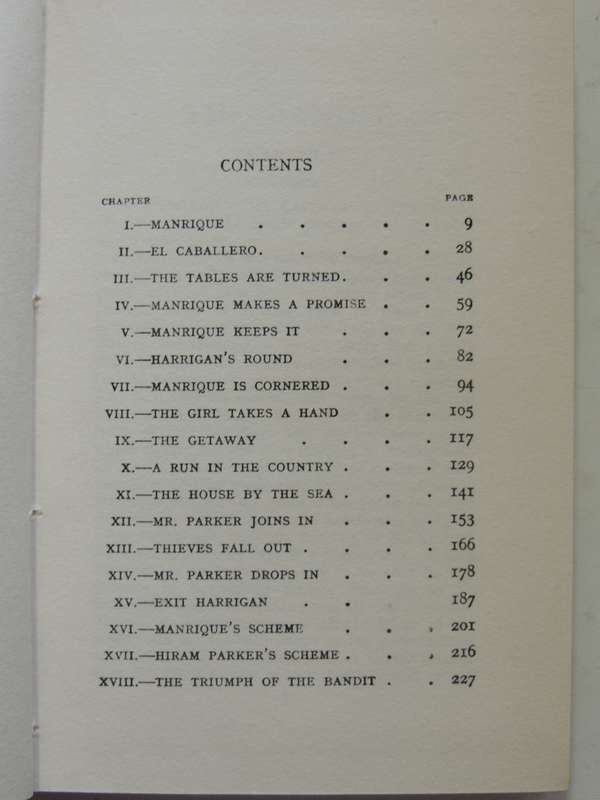 CONTENTS
CHAPTER PAGE
I.—MANRIQUE . . . . . 9
II.—EL CABALLERO. . . . . 28
III.—THE TABLES ARE TURNED. . . 46
IV.—MANRIQUE MAKES A PROMISE . . 59
V.—MANRIQUE KEEPS IT . . . 72
VI.—HARRIGAN'S ROUND . . . 82
VII.—MANRIQUE IS CORNERED . . . 94
VIII.—THE GIRL TAKES A HAND . . 105
IX.—THE GETAWAY . . . . 117
X.—A RUN IN THE COUNTRY . . . 129
XI.—THE HOUSE BY THE SEA . . . 141
XII.—MR. PARKER JOINS IN . . . 153
XIII.—THIEVES FALL OUT . . . . 166
XIV.—MR. PARKER DROPS IN . . . 178
XV.—EXIT HARRIGAN . . 187
XVI.—MANRIQUE'S SCHEME . . . 201
XVII.—HIRAM PARKER'S SCHEME . . . 216
XVIII.—THE TRIUMPH OF THE BANDIT . . 227